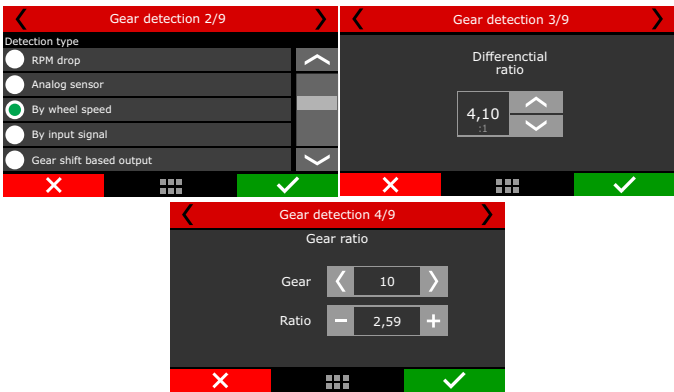 Gear detection 2/9
Detection type
RPM drop
Analog sensor
By wheel speed
By input signal
Gear shift based output
Gear detection 3/9
Differenctial
ratio
4,10
:1
Gear detection 4/9
Gear ratio
Gear 10
Ratio 2,59